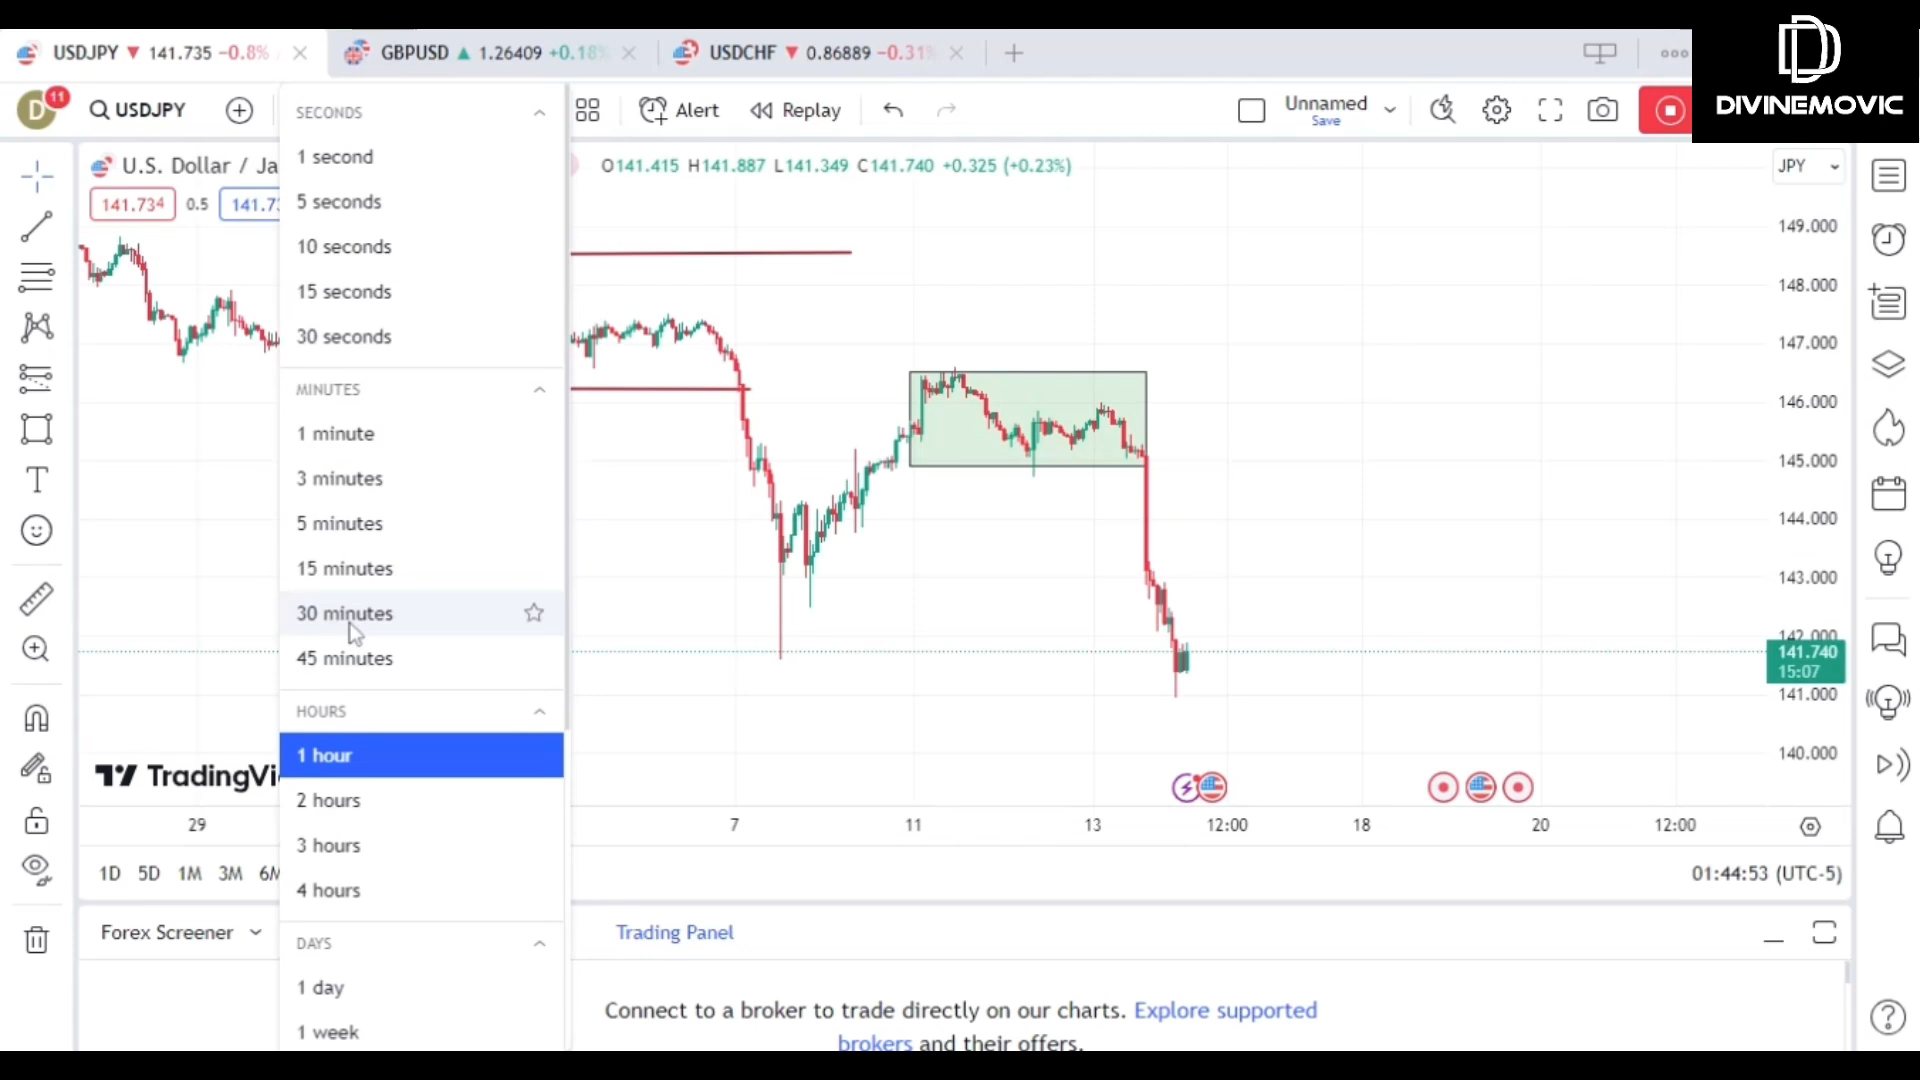 USDJPY 141.735 −0.8%
GBPUSD 1.26409 +0.18%
USDCHF 0.86889 −0.31%
DIVINEMOVIC
D
11
USDJPY
Alert
Replay
Unnamed
Save
U.S. Dollar / Ja
O141.415 H141.887 L141.349 C141.740 +0.325 (+0.23%)
JPY
141.734
0.5
141.7
SECONDS
1 second
5 seconds
10 seconds
15 seconds
30 seconds
MINUTES
1 minute
3 minutes
5 minutes
15 minutes
30 minutes
45 minutes
HOURS
1 hour
2 hours
3 hours
4 hours
DAYS
1 day
1 week
149.000
148.000
147.000
146.000
145.000
144.000
143.000
142.000
141.740
15:07
141.000
140.000
TradingVi
29
7
11
13
12:00
18
20
12:00
1D 5D 1M 3M 6M
01:44:53 (UTC-5)
Forex Screener
Trading Panel
Connect to a broker to trade directly on our charts. Explore supported
brokers and their offers.